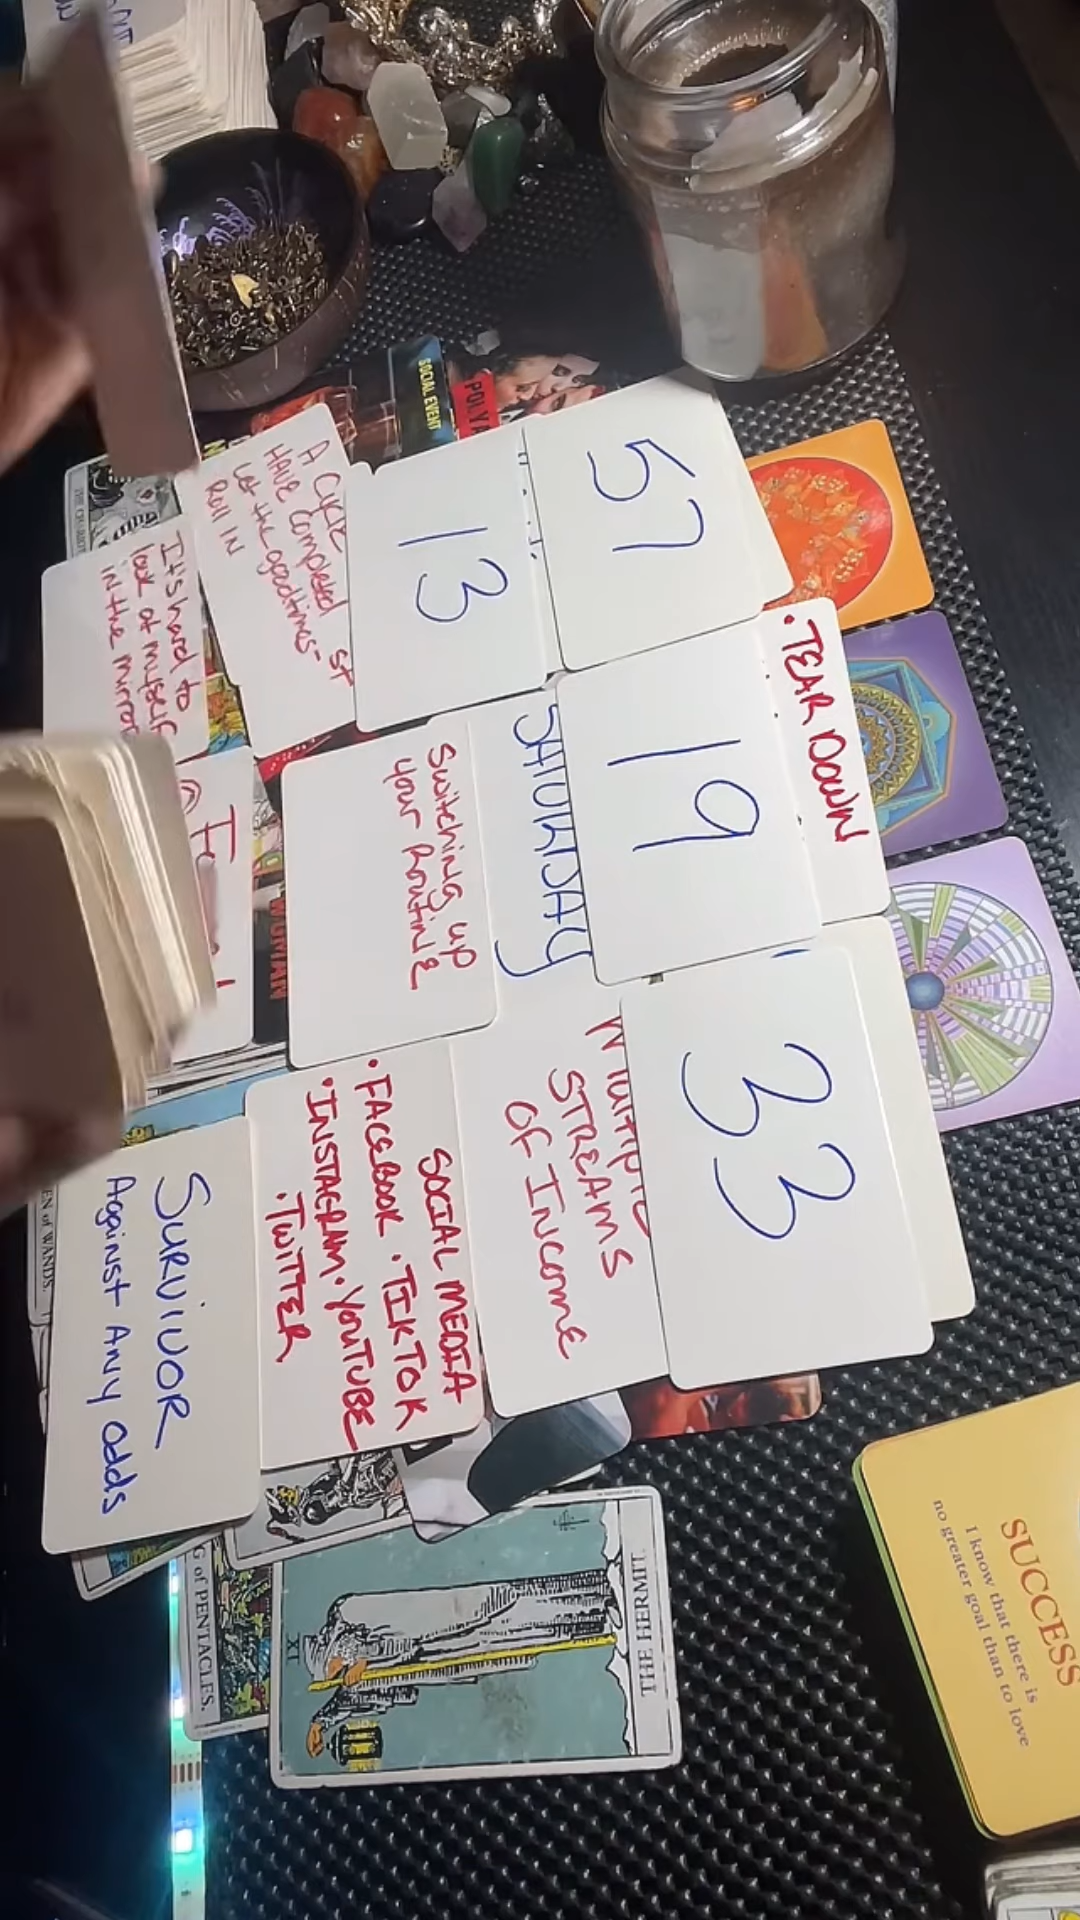 SOCIAL EVENT
57
A Cycle
HAVE Completed
let the goodtimes
Roll IN
13
It's hard to
look at myself
in the mirror
• TEAR DOWN
19
SATURDAY
Switching up
your Routine
WOMAN
33
STREAMS
OF INCOME
SOCIAL MEDIA
• FACEBOOK • TIKTOK
• INSTAGRAM • YOUTUBE
• TWITTER
SURVIVOR
Against Any odds
of WANDS.
of PENTACLES.
THE HERMIT.
SUCCESS
I know that there is
no greater goal than to love